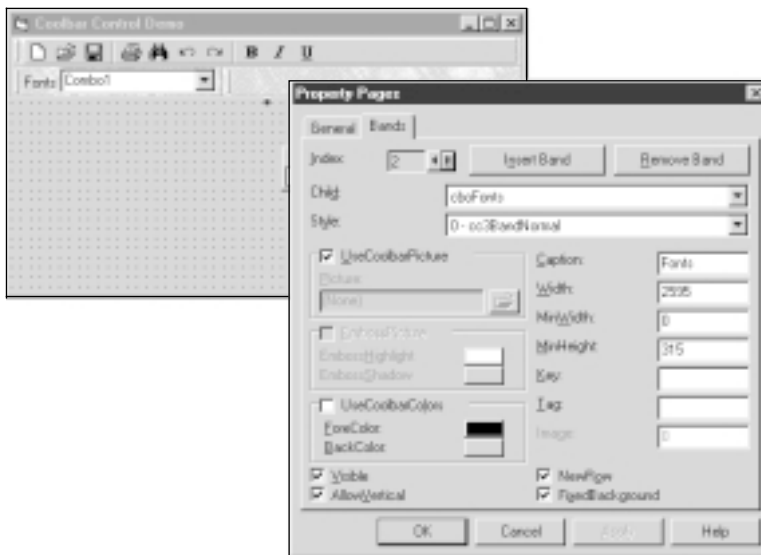 Coolbar Control Demo
B I U
Fonts Combo1
Property Pages
General Bands
Index: 2 Insert Band Remove Band
Child: cboFonts
Style: 0 - cc3BandNormal
UseCoolbarPicture
Picture:
(None)
EmbossPicture
EmbossHighlight
EmbossShadow
UseCoolbarColors
ForeColor:
BackColor:
Caption: Fonts
Width: 2595
MinWidth: 0
MinHeight: 315
Key:
Tag:
Image: 0
Visible NewRow
AllowVertical FixedBackground
OK Cancel Apply Help